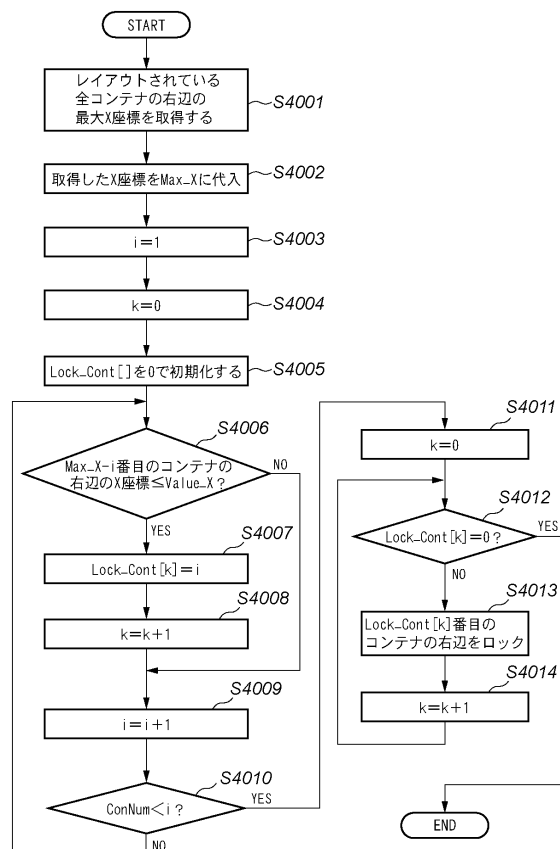 START
レイアウトされている
全コンテナの右辺の
最大X座標を取得する
S4001
取得したX座標をMax_Xに代入
S4002
i=1
S4003
k=0
S4004
Lock_Cont[]を0で初期化する
S4005
S4006
Max_X-i番目のコンテナの
右辺のX座標≦Value_X?
NO
YES
S4007
Lock_Cont[k]=i
S4008
k=k+1
S4009
i=i+1
S4010
ConNum<i?
YES
NO
S4011
k=0
S4012
Lock_Cont[k]=0?
YES
NO
S4013
Lock_Cont[k]番目の
コンテナの右辺をロック
S4014
k=k+1
END